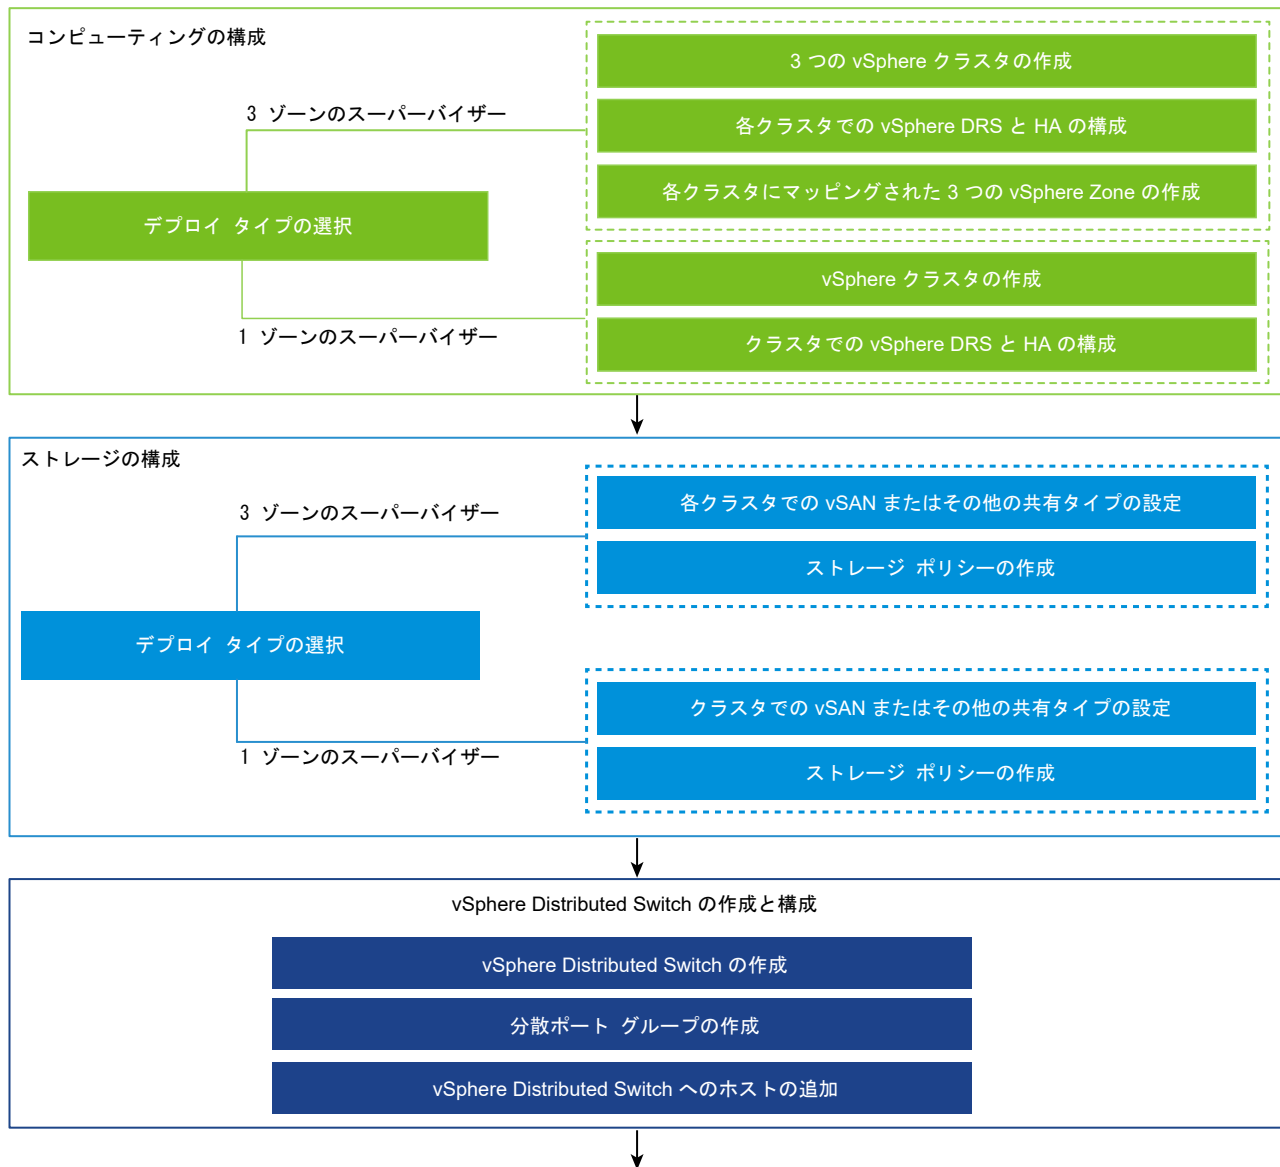 コンピューティングの構成
3 つの vSphere クラスタの作成
3 ゾーンのスーパーバイザー
各クラスタでの vSphere DRS と HA の構成
各クラスタにマッピングされた 3 つの vSphere Zone の作成
デプロイ タイプの選択
vSphere クラスタの作成
1 ゾーンのスーパーバイザー
クラスタでの vSphere DRS と HA の構成
ストレージの構成
3 ゾーンのスーパーバイザー
各クラスタでの vSAN またはその他の共有タイプの設定
ストレージ ポリシーの作成
デプロイ タイプの選択
クラスタでの vSAN またはその他の共有タイプの設定
1 ゾーンのスーパーバイザー
ストレージ ポリシーの作成
vSphere Distributed Switch の作成と構成
vSphere Distributed Switch の作成
分散ポート グループの作成
vSphere Distributed Switch へのホストの追加